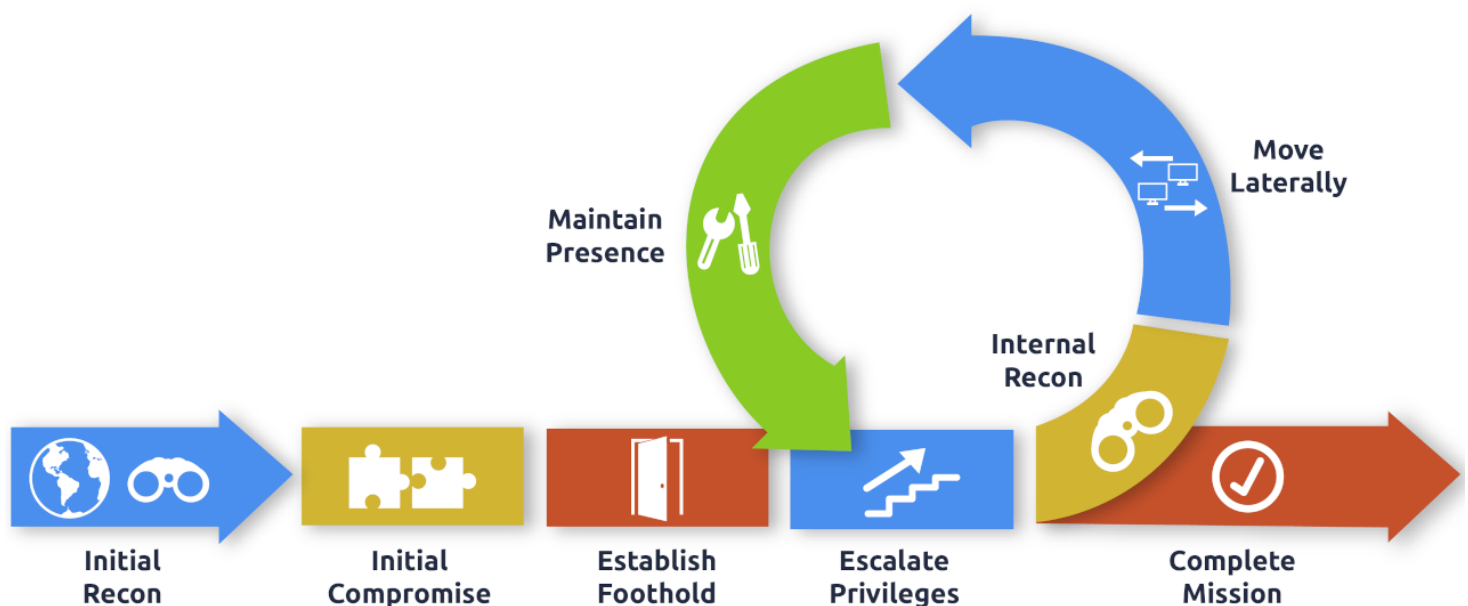 Move
Laterally
Maintain
Presence
Internal
Recon
Initial
Recon
Initial
Compromise
Establish
Foothold
Escalate
Privileges
Complete
Mission